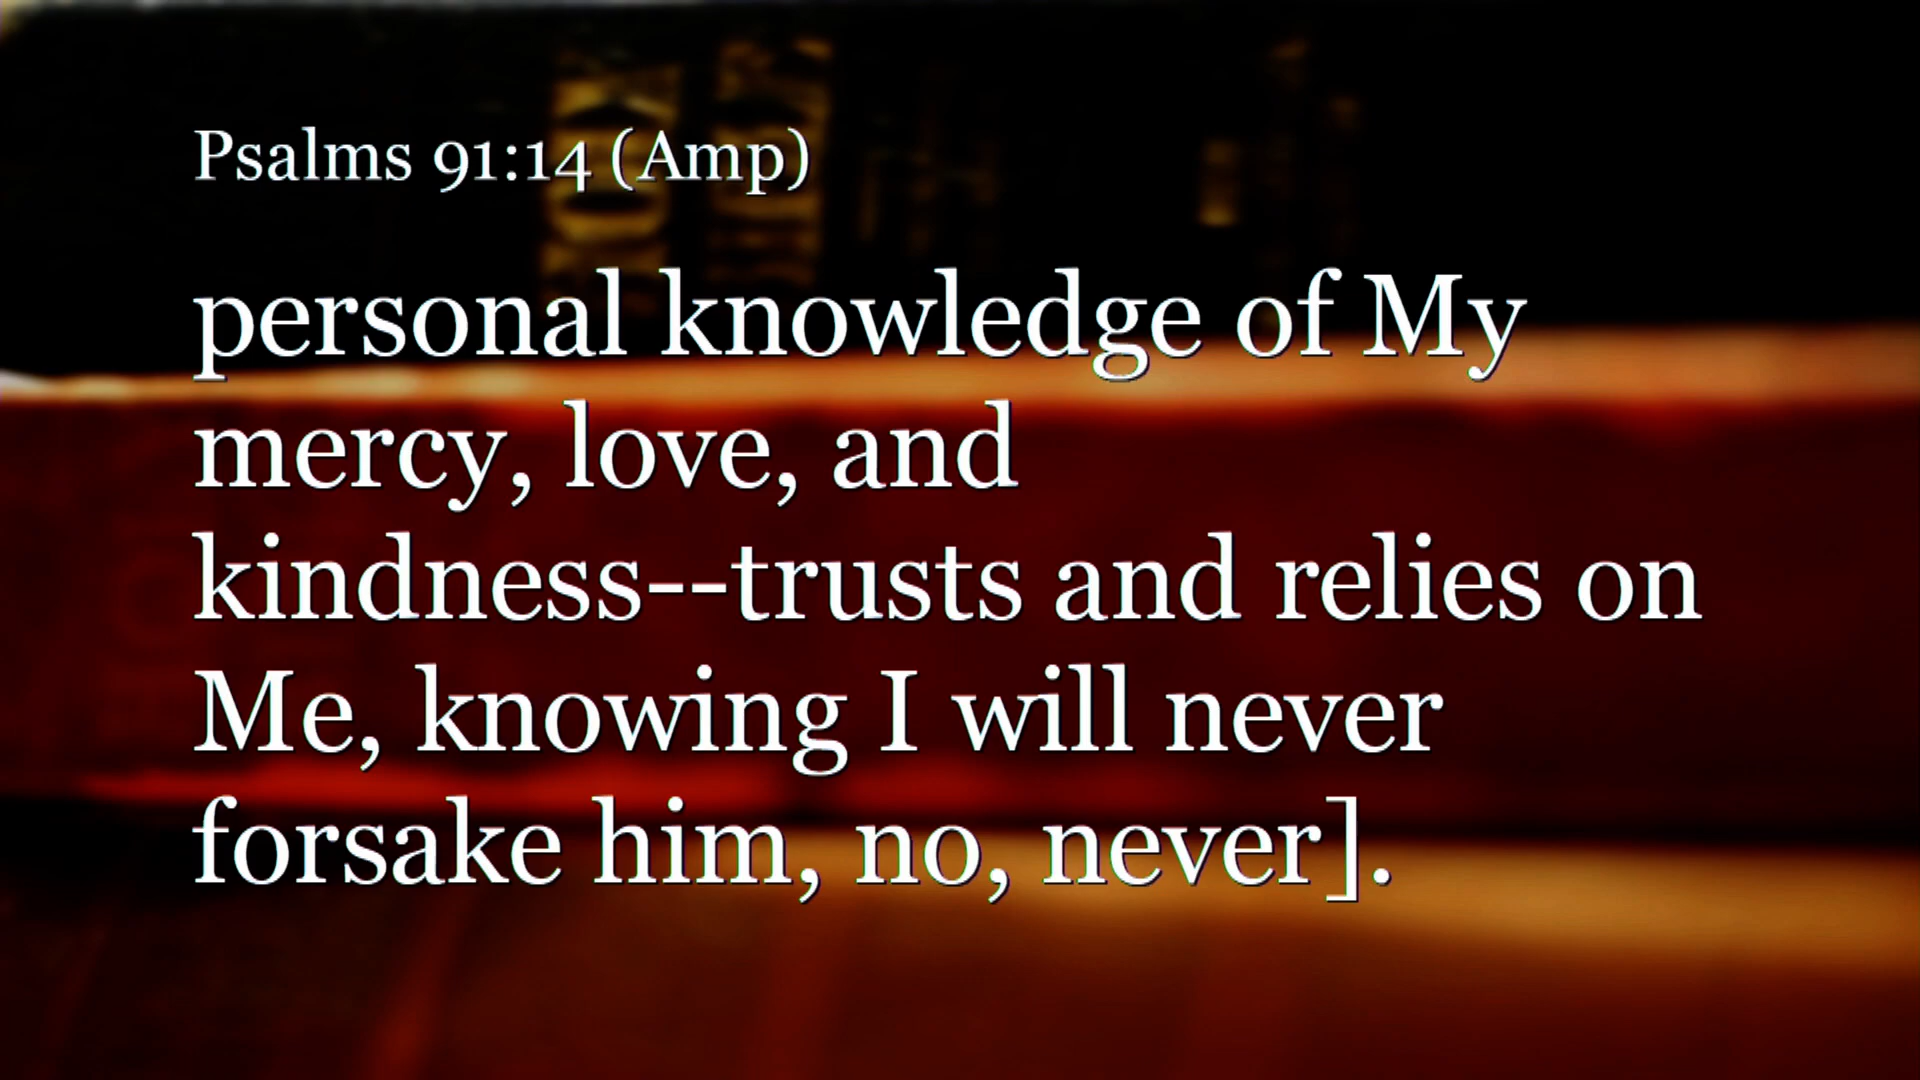 Psalms 91:14 (Amp)
personal knowledge of My
mercy, love, and
kindness--trusts and relies on
Me, knowing I will never
forsake him, no, never].